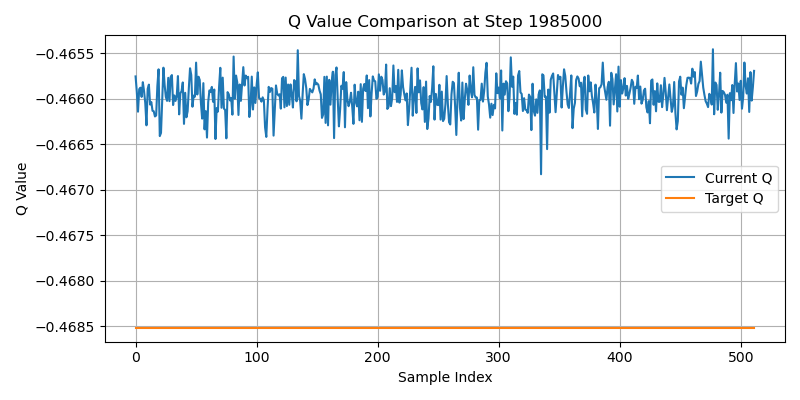 Q Value Comparison at Step 1985000
Q Value
−0.4655
−0.4660
−0.4665
−0.4670
−0.4675
−0.4680
−0.4685
Current Q
Target Q
0 100 200 300 400 500
Sample Index